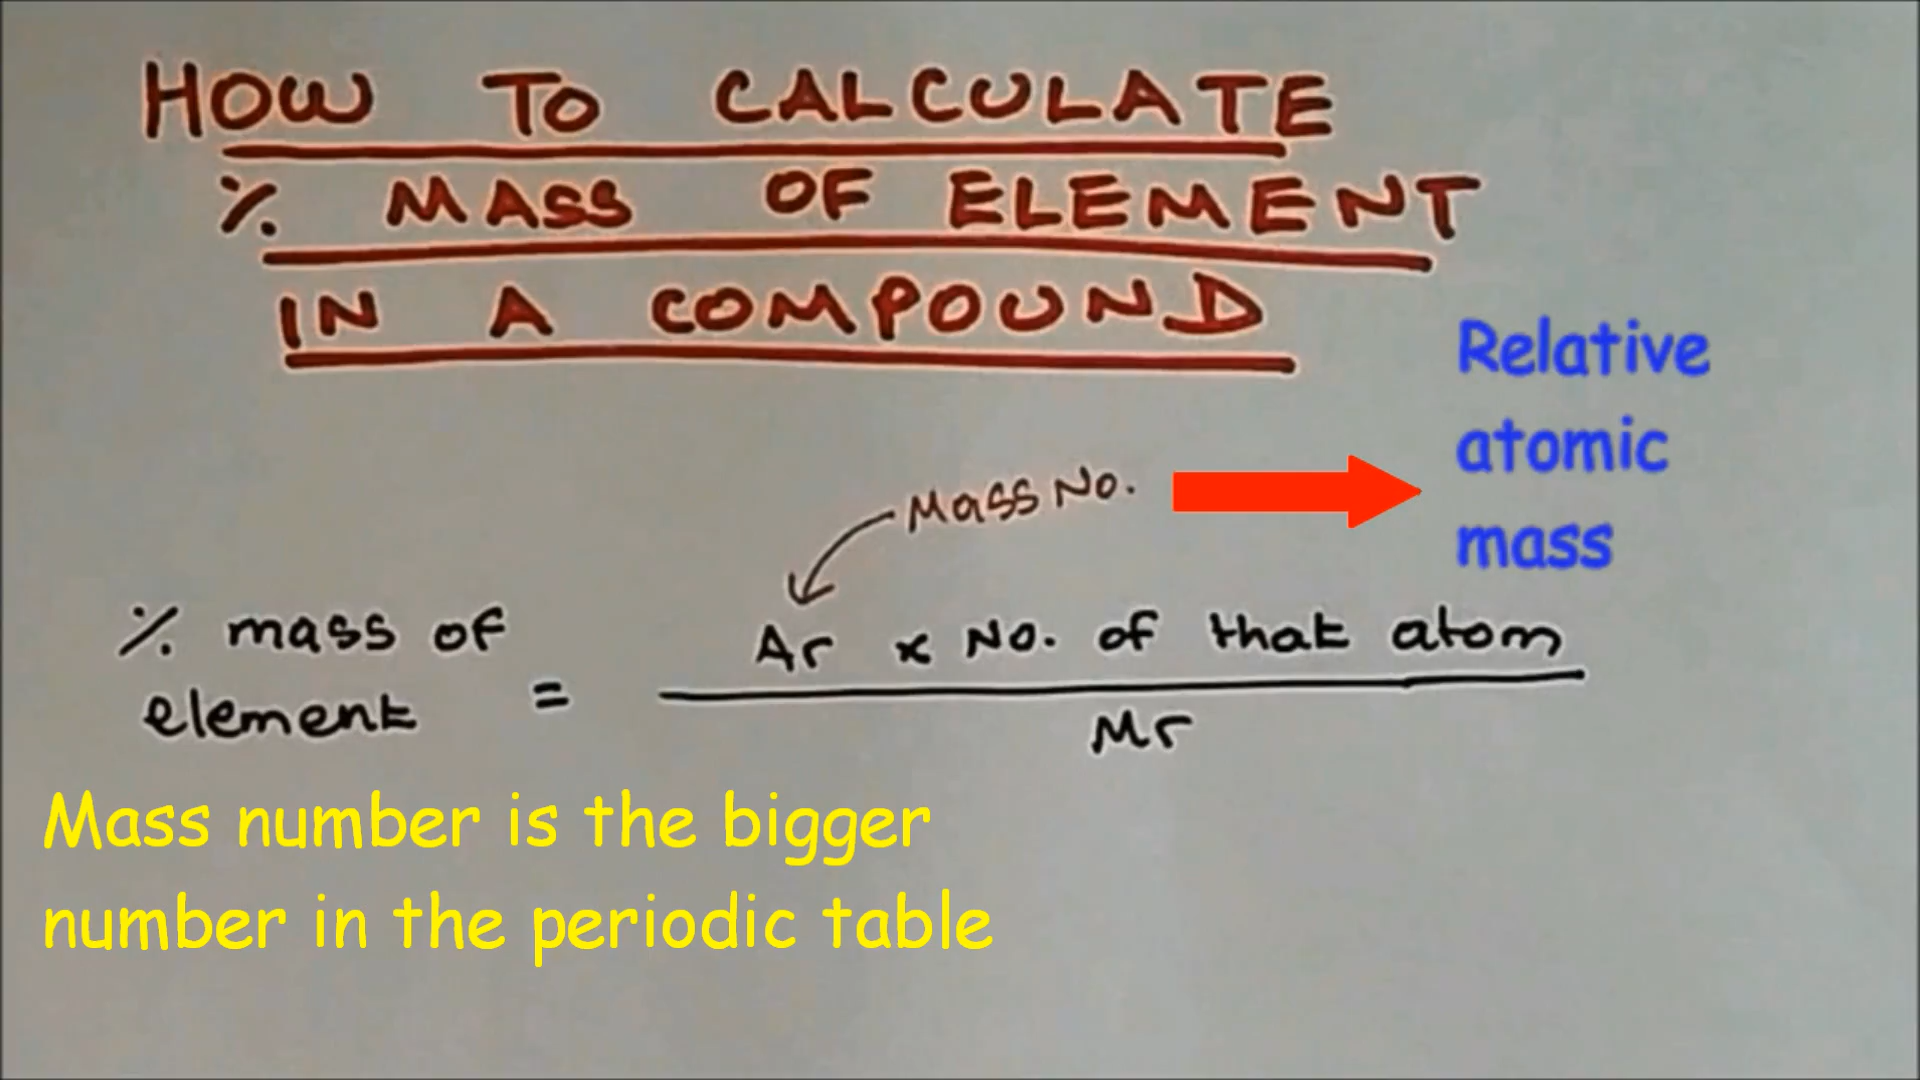 HOW TO CALCULATE
% MASS OF ELEMENT
IN A COMPOUND
Relative
atomic
mass
Mass No.
% mass of
element
=
Ar x No. of that atom
Mr
Mass number is the bigger
number in the periodic table